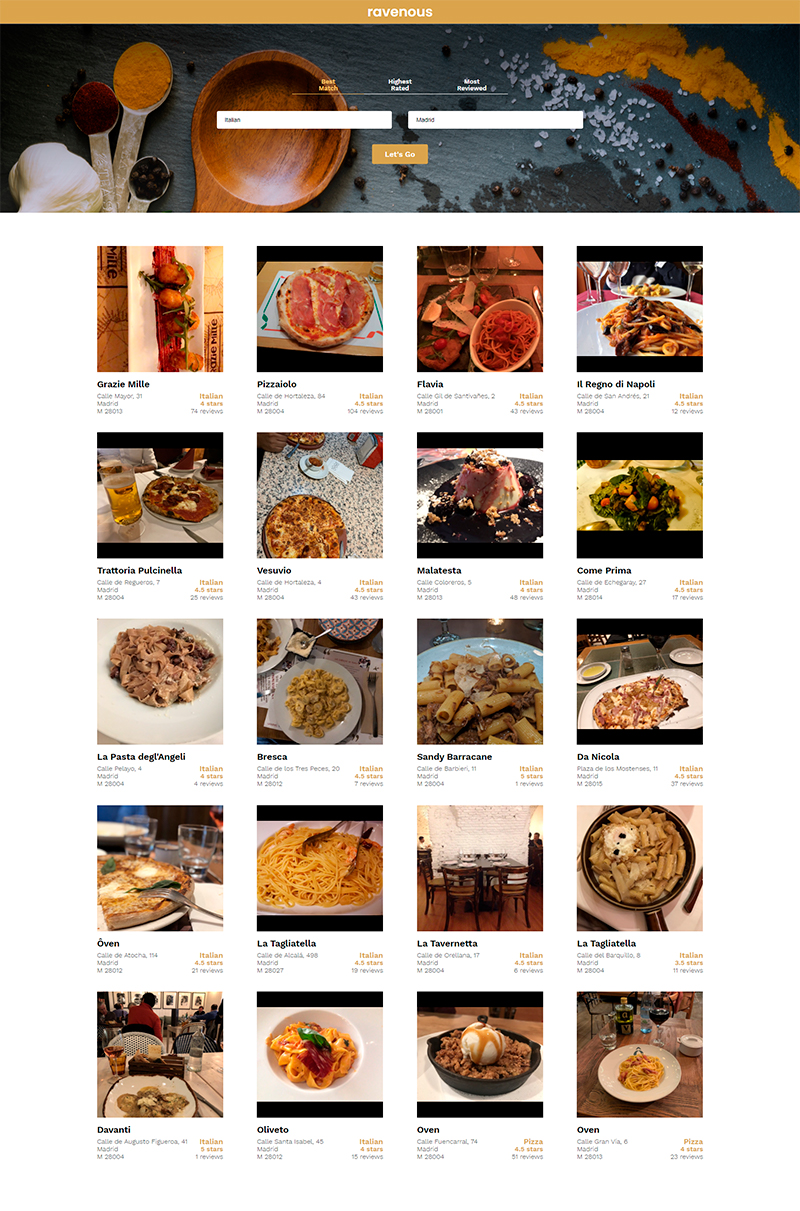 ravenous
Best
Match
Highest
Rated
Most
Reviewed
Italian
Madrid
Let's Go
Grazie Mille
Calle Mayor, 31
Italian
Madrid
4 stars
M 28013
74 reviews
Pizzaiolo
Calle de Hortaleza, 84
Italian
Madrid
4.5 stars
M 28004
104 reviews
Flavia
Calle Gil de Santivañes, 2
Italian
Madrid
4.5 stars
M 28001
43 reviews
Il Regno di Napoli
Calle de San Andrés, 21
Italian
Madrid
4.5 stars
M 28004
12 reviews
Trattoria Pulcinella
Calle de Regueros, 7
Italian
Madrid
4.5 stars
M 28004
25 reviews
Vesuvio
Calle de Hortaleza, 4
Italian
Madrid
4.5 stars
M 28004
43 reviews
Malatesta
Calle Coloreros, 5
Italian
Madrid
4 stars
M 28013
48 reviews
Come Prima
Calle de Echegaray, 27
Italian
Madrid
4.5 stars
M 28014
17 reviews
La Pasta degl'Angeli
Calle Pelayo, 4
Italian
Madrid
4 stars
M 28004
4 reviews
Bresca
Calle de los Tres Peces, 20
Italian
Madrid
4.5 stars
M 28012
7 reviews
Sandy Barracane
Calle de Barbieri, 11
Italian
Madrid
5 stars
M 28004
1 reviews
Da Nicola
Plaza de los Mostenses, 11
Italian
Madrid
4.5 stars
M 28015
37 reviews
Ôven
Calle de Atocha, 114
Italian
Madrid
4.5 stars
M 28012
21 reviews
La Tagliatella
Calle de Alcalá, 498
Italian
Madrid
4.5 stars
M 28027
19 reviews
La Tavernetta
Calle de Orellana, 17
Italian
Madrid
4.5 stars
M 28004
6 reviews
La Tagliatella
Calle del Barquillo, 8
Italian
Madrid
3.5 stars
M 28004
11 reviews
Davanti
Calle de Augusto Figueroa, 41
Italian
Madrid
5 stars
M 28004
1 reviews
Oliveto
Calle Santa Isabel, 45
Italian
Madrid
4 stars
M 28012
15 reviews
Oven
Calle Fuencarral, 74
Pizza
Madrid
4.5 stars
M 28004
51 reviews
Oven
Calle Gran Vía, 6
Pizza
Madrid
4 stars
M 28013
23 reviews